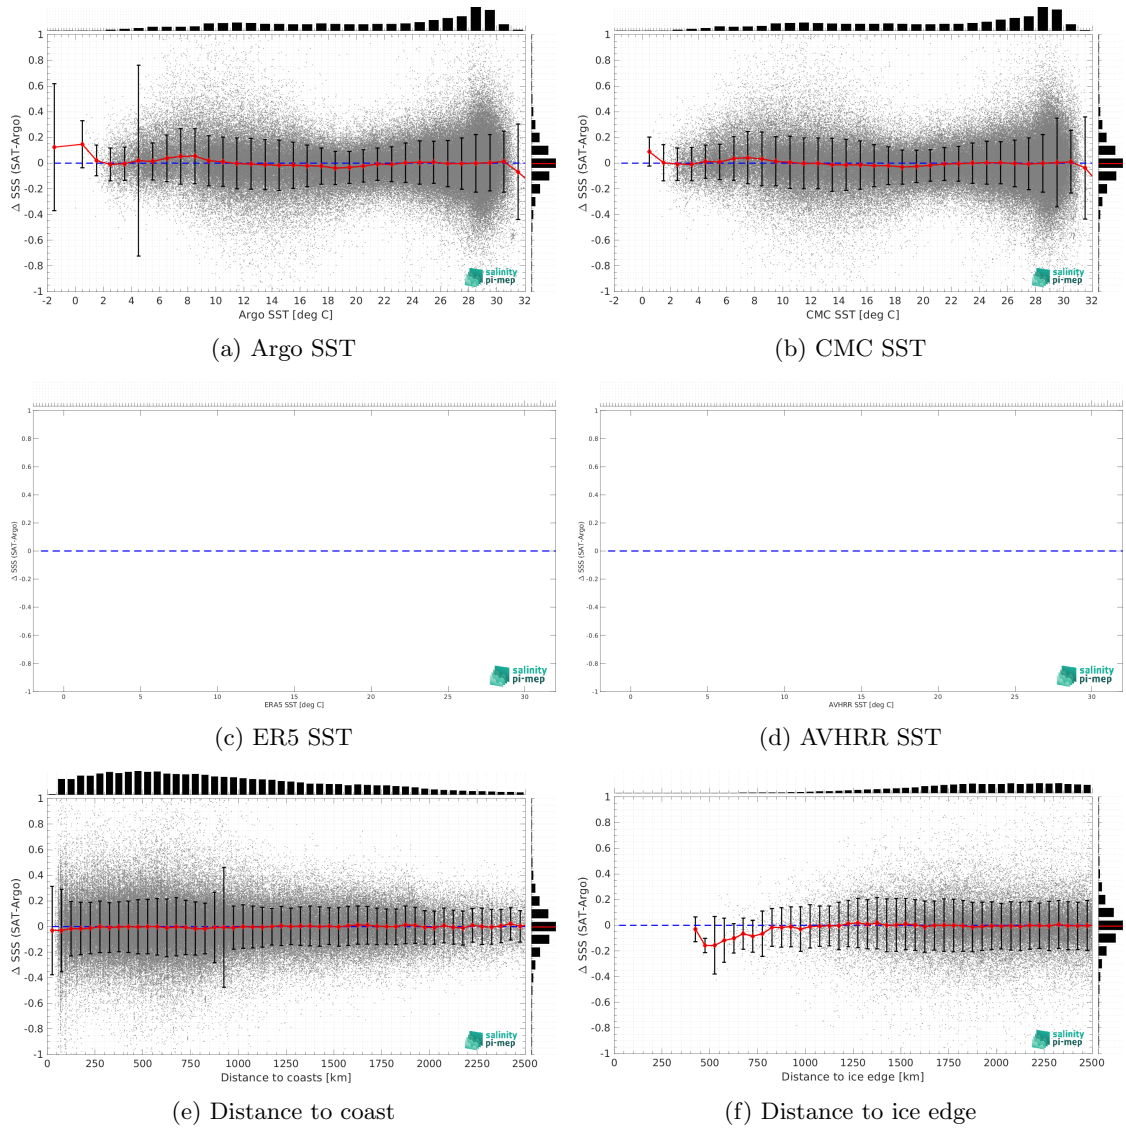 1
0.8
0.6
0.4
0.2
0
-0.2
-0.4
-0.6
-0.8
-1
Δ SSS (SAT-Argo)
-2 0 2 4 6 8 10 12 14 16 18 20 22 24 26 28 30 32
Argo SST [deg C]
salinity
pi-mep
(a) Argo SST
1
0.8
0.6
0.4
0.2
0
-0.2
-0.4
-0.6
-0.8
-1
Δ SSS (SAT-Argo)
-2 0 2 4 6 8 10 12 14 16 18 20 22 24 26 28 30 32
CMC SST [deg C]
salinity
pi-mep
(b) CMC SST
1
0.8
0.6
0.4
0.2
0
-0.2
-0.4
-0.6
-0.8
-1
Δ SSS (SAT-Argo)
0 5 10 15 20 25 30
ERA5 SST [deg C]
salinity
pi-mep
(c) ER5 SST
1
0.8
0.6
0.4
0.2
0
-0.2
-0.4
-0.6
-0.8
-1
Δ SSS (SAT-Argo)
0 5 10 15 20 25 30
AVHRR SST [deg C]
salinity
pi-mep
(d) AVHRR SST
1
0.8
0.6
0.4
0.2
0
-0.2
-0.4
-0.6
-0.8
-1
Δ SSS (SAT-Argo)
0 250 500 750 1000 1250 1500 1750 2000 2250 2500
Distance to coasts [km]
salinity
pi-mep
(e) Distance to coast
1
0.8
0.6
0.4
0.2
0
-0.2
-0.4
-0.6
-0.8
-1
Δ SSS (SAT-Argo)
0 250 500 750 1000 1250 1500 1750 2000 2250 2500
Distance to ice edge [km]
salinity
pi-mep
(f) Distance to ice edge